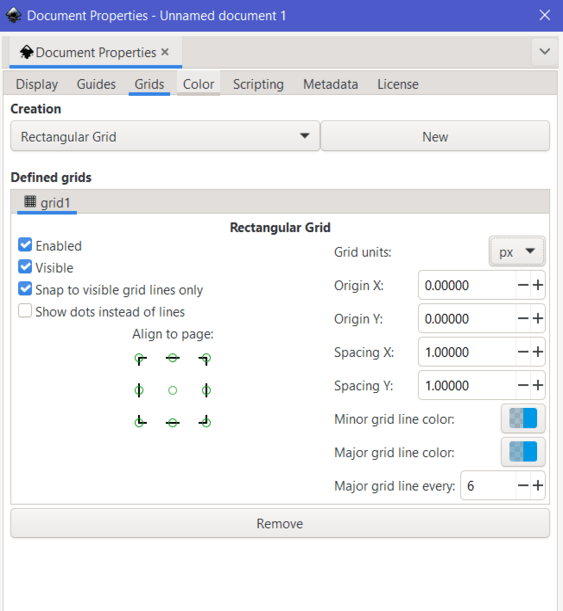 Document Properties - Unnamed document 1
Document Properties
Display Guides Grids Color Scripting Metadata License
Creation
Rectangular Grid New
Defined grids
grid1
Rectangular Grid
Enabled
Visible
Snap to visible grid lines only
Show dots instead of lines
Align to page:
Grid units: px
Origin X: 0.00000
Origin Y: 0.00000
Spacing X: 1.00000
Spacing Y: 1.00000
Minor grid line color:
Major grid line color:
Major grid line every: 6
Remove